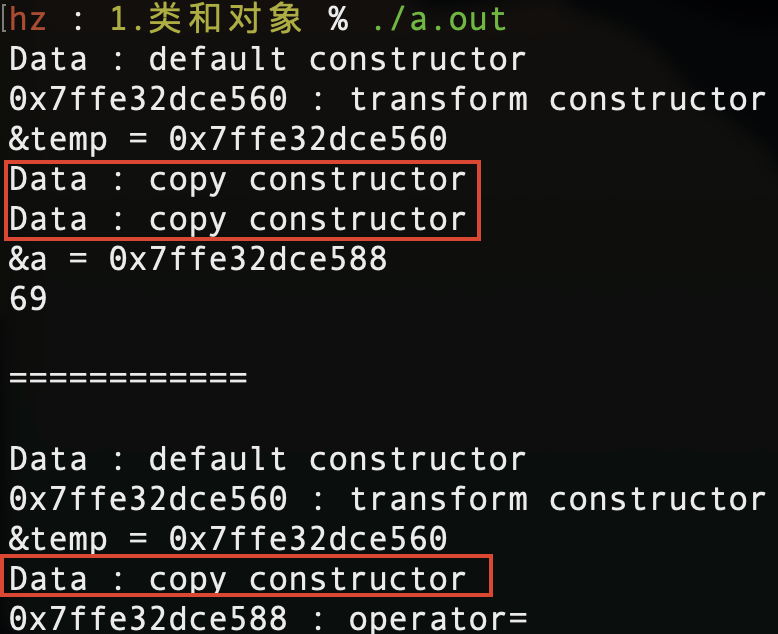 hz : 1.类和对象 % ./a.out
Data : default constructor
0x7ffe32dce560 : transform constructor
&temp = 0x7ffe32dce560
Data : copy constructor
Data : copy constructor
&a = 0x7ffe32dce588
69
============
Data : default constructor
0x7ffe32dce560 : transform constructor
&temp = 0x7ffe32dce560
Data : copy constructor
0x7ffe32dce588 : operator=